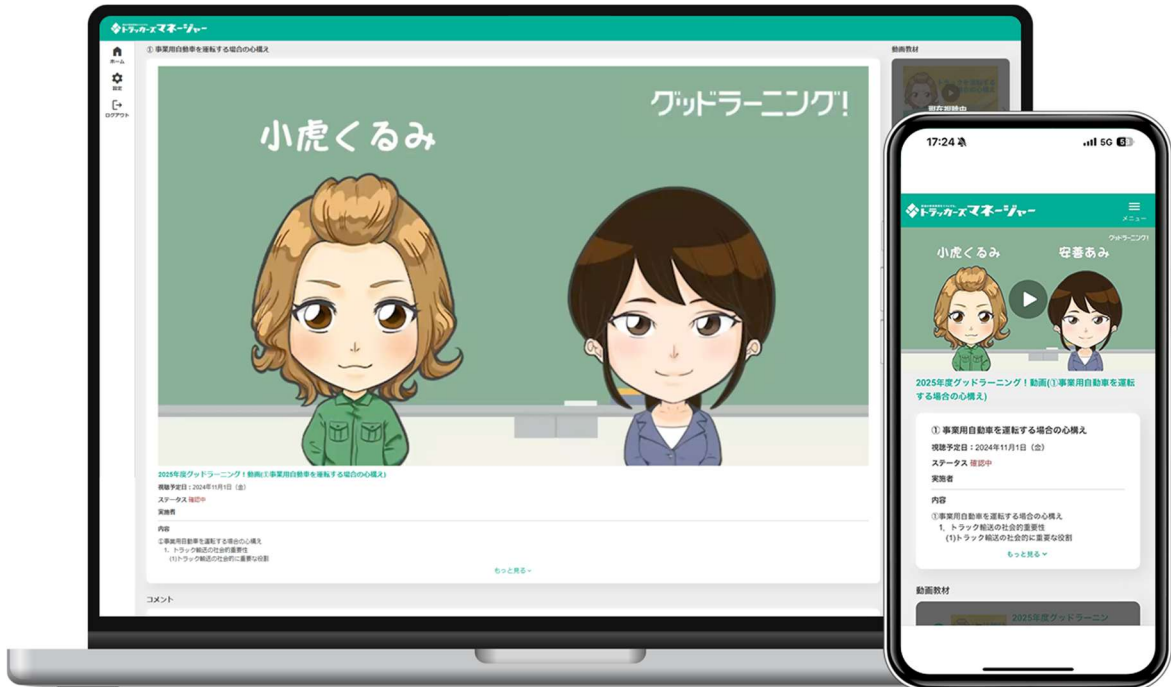 トラッカーズマネージャー
ホーム
設定
ログアウト
① 事業用自動車を運転する場合の心構え
小虎くるみ
グッドラーニング!
2025年度グッドラーニング!動画(①事業用自動車を運転する場合の心構え)
視聴予定日:2024年11月1日(金)
ステータス 確認中
実施者
内容
①事業用自動車を運転する場合の心構え
1、トラック輸送の社会的重要性
(1)トラック輸送の社会的に重要な役割
もっと見る
コメント
動画教材
現在視聴中
17:24
5G
トラッカーズマネージャー
メニュー
グッドラーニング!
小虎くるみ
安善あみ
2025年度グッドラーニング!動画(①事業用自動車を運転
する場合の心構え)
① 事業用自動車を運転する場合の心構え
視聴予定日:2024年11月1日(金)
ステータス 確認中
実施者
内容
①事業用自動車を運転する場合の心構え
1、トラック輸送の社会的重要性
(1)トラック輸送の社会的に重要な役割
もっと見る
動画教材
2025年度グッドラーニン